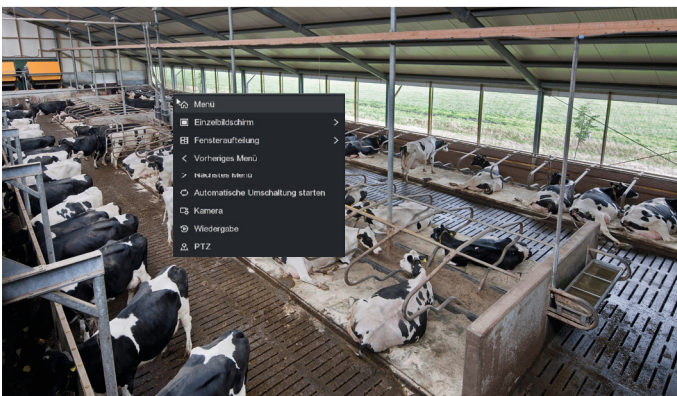 Menü
Einzelbildschirm
Fensteraufteilung
Vorheriges Menü
Nächstes Menü
Automatische Umschaltung starten
Kamera
Wiedergabe
PTZ